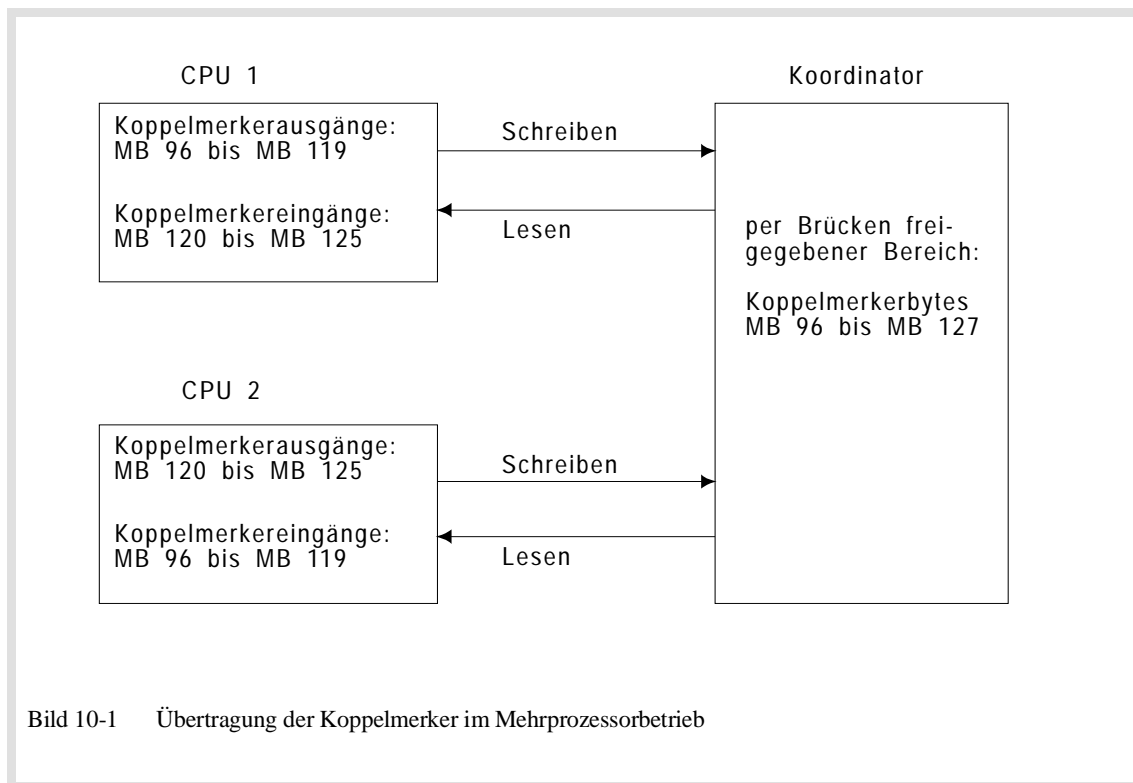 CPU 1
Koppelmerkerausgänge:
MB 96 bis MB 119
Koppelmerkereingänge:
MB 120 bis MB 125
Schreiben
Lesen
Koordinator
per Brücken frei-
gegebener Bereich:
Koppelmerkerbytes
MB 96 bis MB 127
CPU 2
Koppelmerkerausgänge:
MB 120 bis MB 125
Koppelmerkereingänge:
MB 96 bis MB 119
Schreiben
Lesen
Bild 10-1 Übertragung der Koppelmerker im Mehrprozessorbetrieb